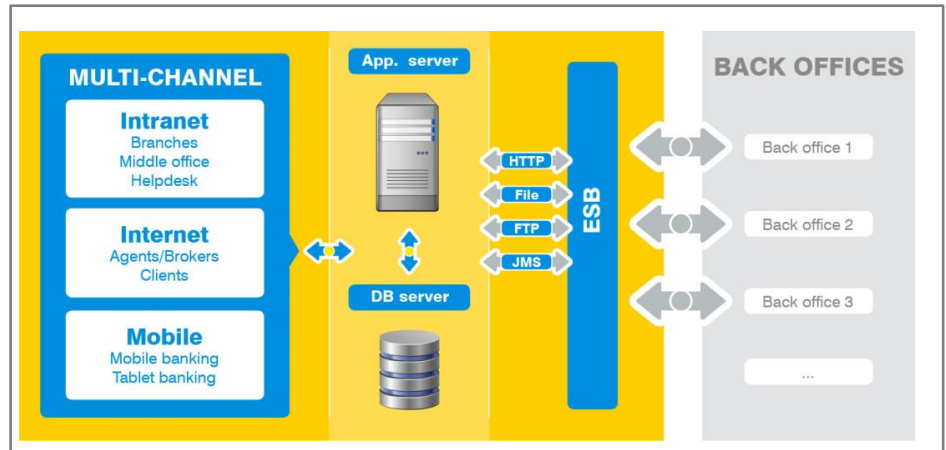 MULTI-CHANNEL
Intranet
Branches
Middle office
Helpdesk
Internet
Agents/Brokers
Clients
Mobile
Mobile banking
Tablet banking
App. server
DB server
HTTP
File
FTP
JMS
ESB
BACK OFFICES
Back office 1
Back office 2
Back office 3
...